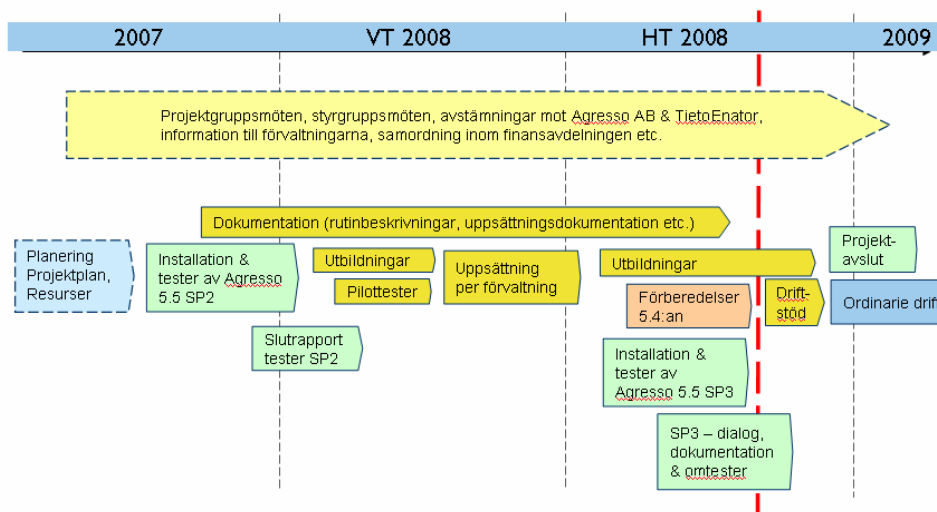 2007
VT 2008
HT 2008
2009
Projektgruppsmöten, styrgruppsmöten, avstämningar mot Agresso AB & TietoEnator,
information till förvaltningarna, samordning inom finansavdelningen etc.
Dokumentation (rutinbeskrivningar, uppsättningsdokumentation etc.)
Planering
Projektplan,
Resurser
Installation &
tester av Agresso
5.5 SP2
Utbildningar
Pilottester
Uppsättning
per förvaltning
Utbildningar
Projekt-
avslut
Förberedelser
5.4:an
Drift-
stöd
Ordinarie drift
Slutrapport
tester SP2
Installation &
tester av
Agresso 5.5 SP3
SP3 – dialog,
dokumentation
& omtester